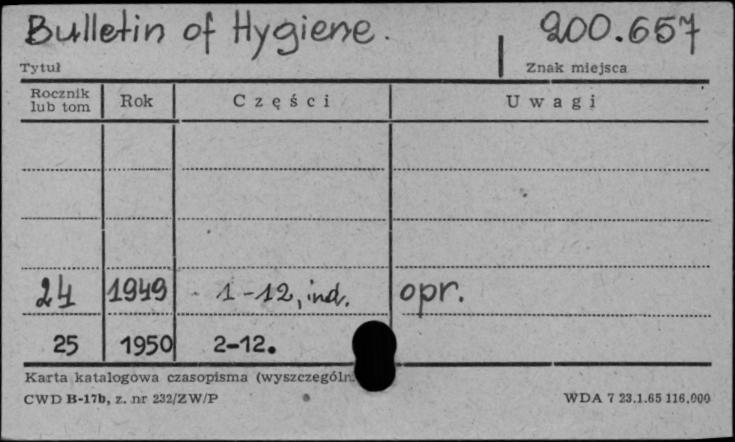 Bulletin of Hygiene. 200.657
Tytuł Znak miejsca
Rocznik lub tom Rok Części Uwagi
24 1949 1-12, ind. opr.
25 1950 2-12.
Karta katalogowa czasopisma
CWD B-17b, z. nr 232/ZW/P WDA 7 23.1.65 116.000